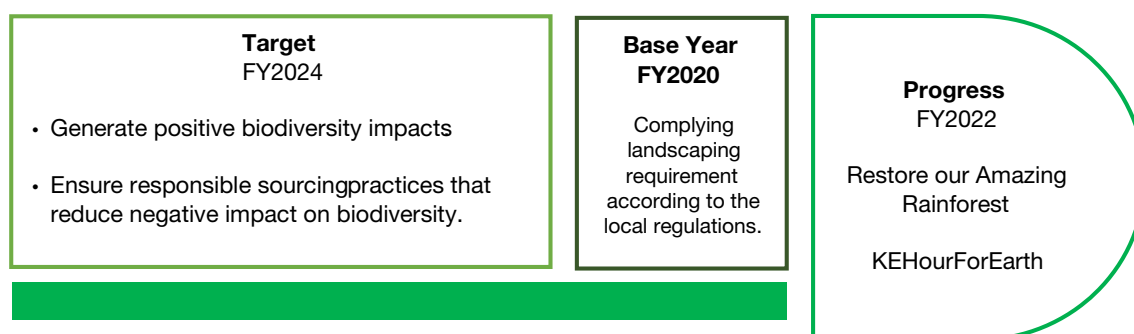 Target
FY2024
• Generate positive biodiversity impacts
• Ensure responsible sourcingpractices that
reduce negative impact on biodiversity.
Base Year
FY2020
Complying
landscaping
requirement
according to the
local regulations.
Progress
FY2022
Restore our Amazing
Rainforest
KEHourForEarth